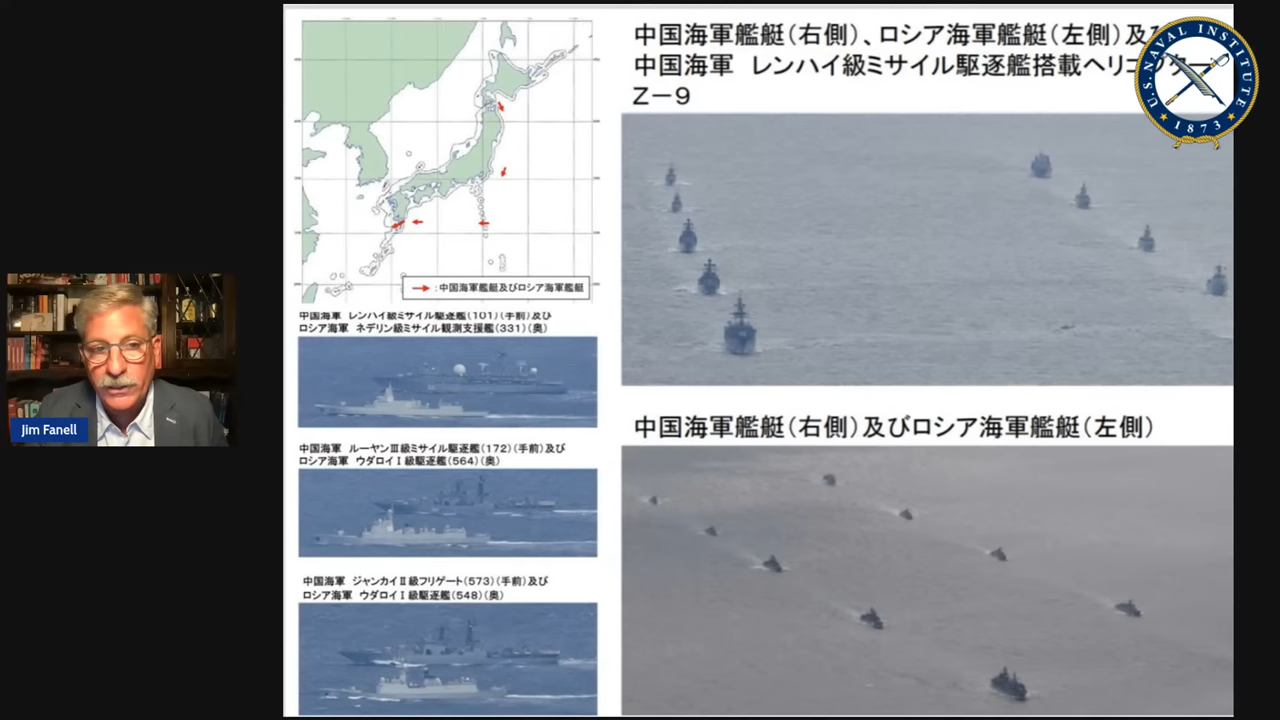 中国海軍艦艇(右側)、ロシア海軍艦艇(左側)及び
中国海軍 レンハイ級ミサイル駆逐艦搭載ヘリコプター
Z-9
U.S. NAVAL INSTITUTE
1873
→:中国海軍艦艇及びロシア海軍艦艇
中国海軍 レンハイ級ミサイル駆逐艦(101)(手前)及び
ロシア海軍 ネデリン級ミサイル観測支援艦(331)(奥)
中国海軍 ルーヤンⅢ級ミサイル駆逐艦(172)(手前)及び
ロシア海軍 ウダロイⅠ級駆逐艦(564)(奥)
中国海軍 ジャンカイⅡ級フリゲート(573)(手前)及び
ロシア海軍 ウダロイⅠ級駆逐艦(548)(奥)
中国海軍艦艇(右側)及びロシア海軍艦艇(左側)
Jim Fanell